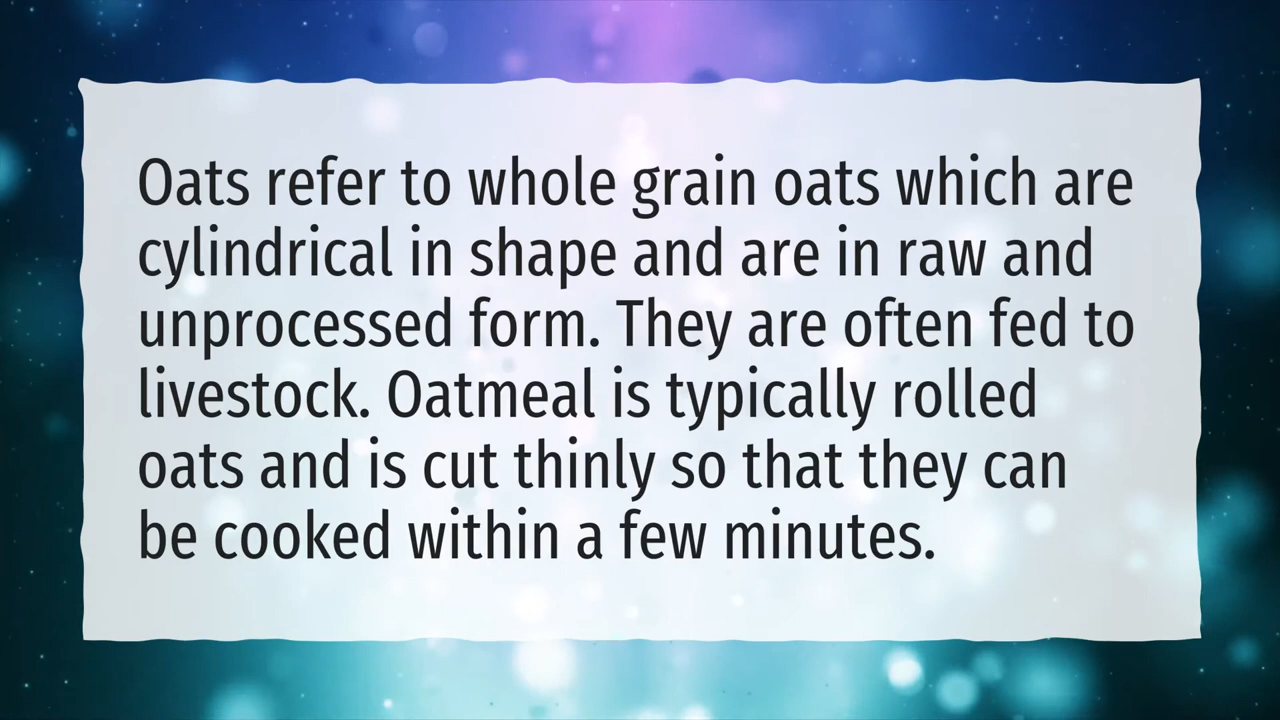 Oats refer to whole grain oats which are
cylindrical in shape and are in raw and
unprocessed form. They are often fed to
livestock. Oatmeal is typically rolled
oats and is cut thinly so that they can
be cooked within a few minutes.